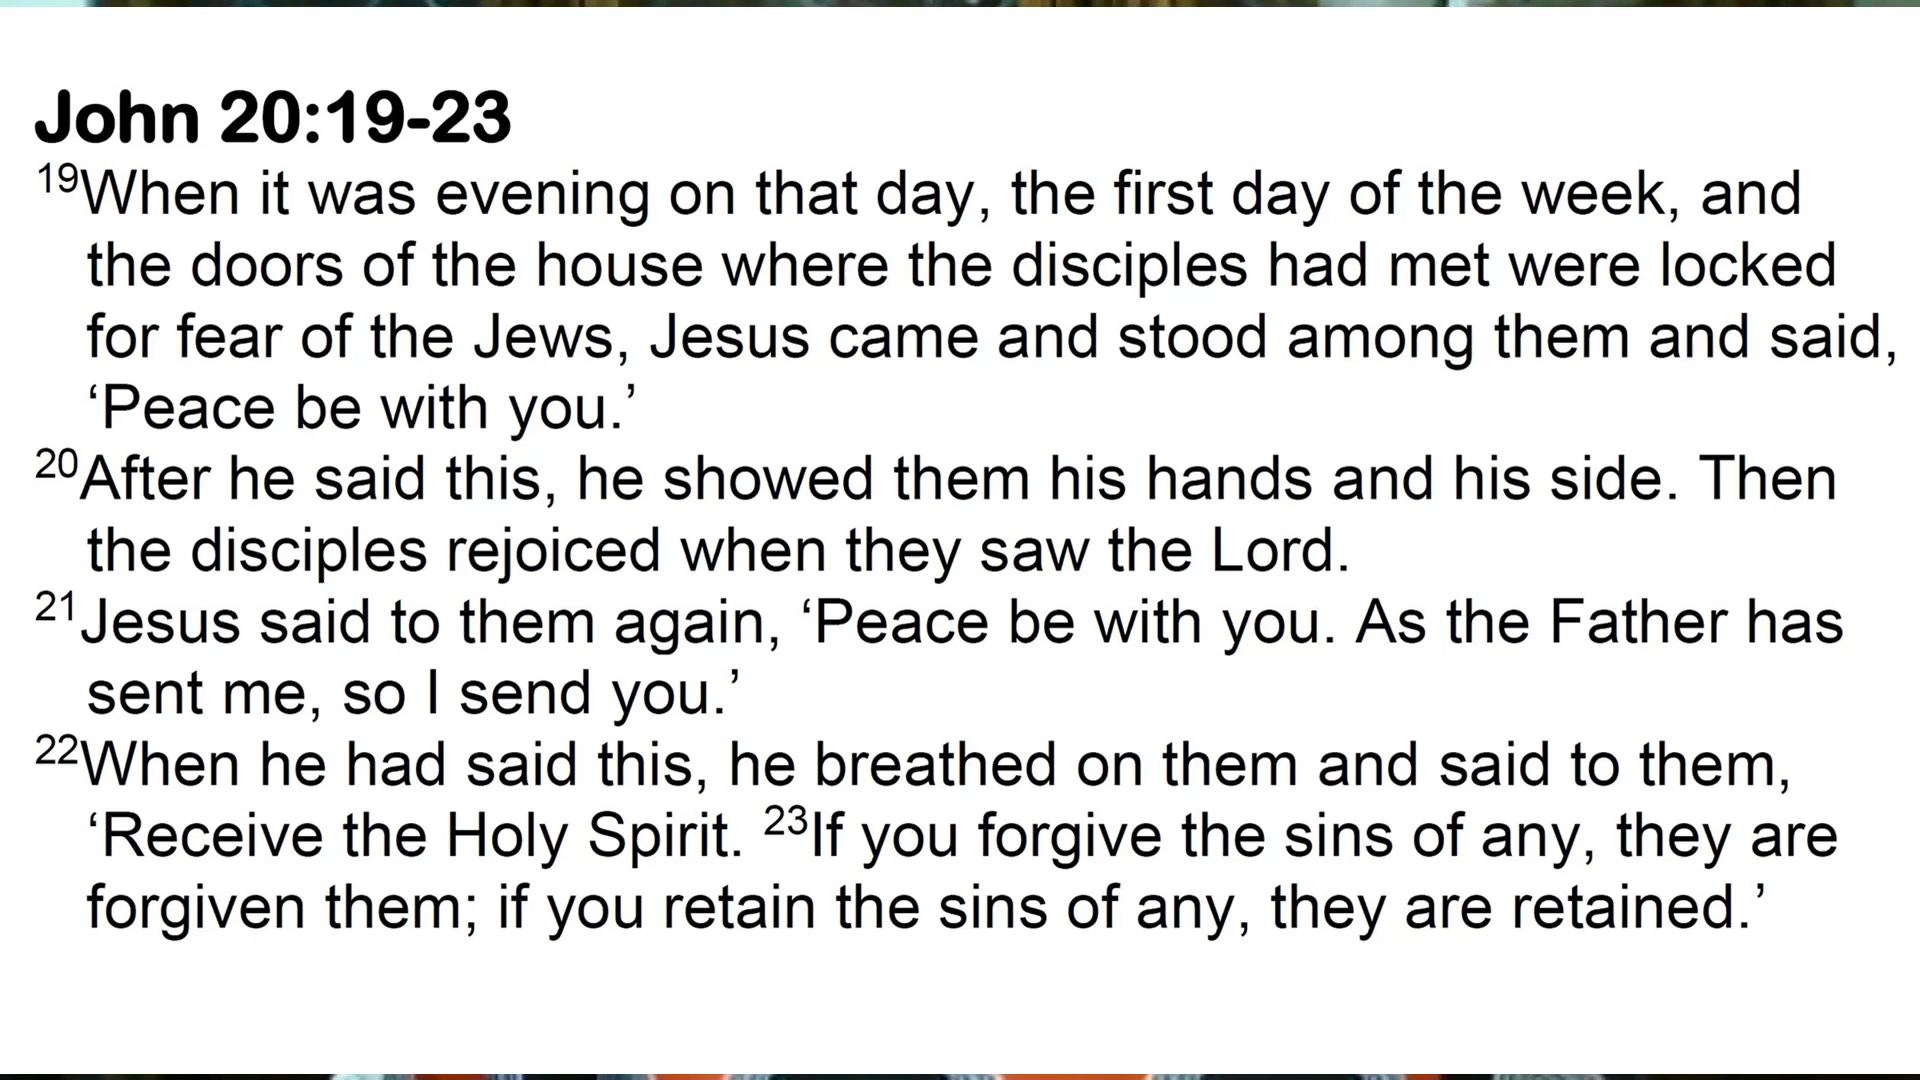 John 20:19-23
19When it was evening on that day, the first day of the week, and
the doors of the house where the disciples had met were locked
for fear of the Jews, Jesus came and stood among them and said,
‘Peace be with you.’
20After he said this, he showed them his hands and his side. Then
the disciples rejoiced when they saw the Lord.
21Jesus said to them again, ‘Peace be with you. As the Father has
sent me, so I send you.’
22When he had said this, he breathed on them and said to them,
‘Receive the Holy Spirit. 23If you forgive the sins of any, they are
forgiven them; if you retain the sins of any, they are retained.’